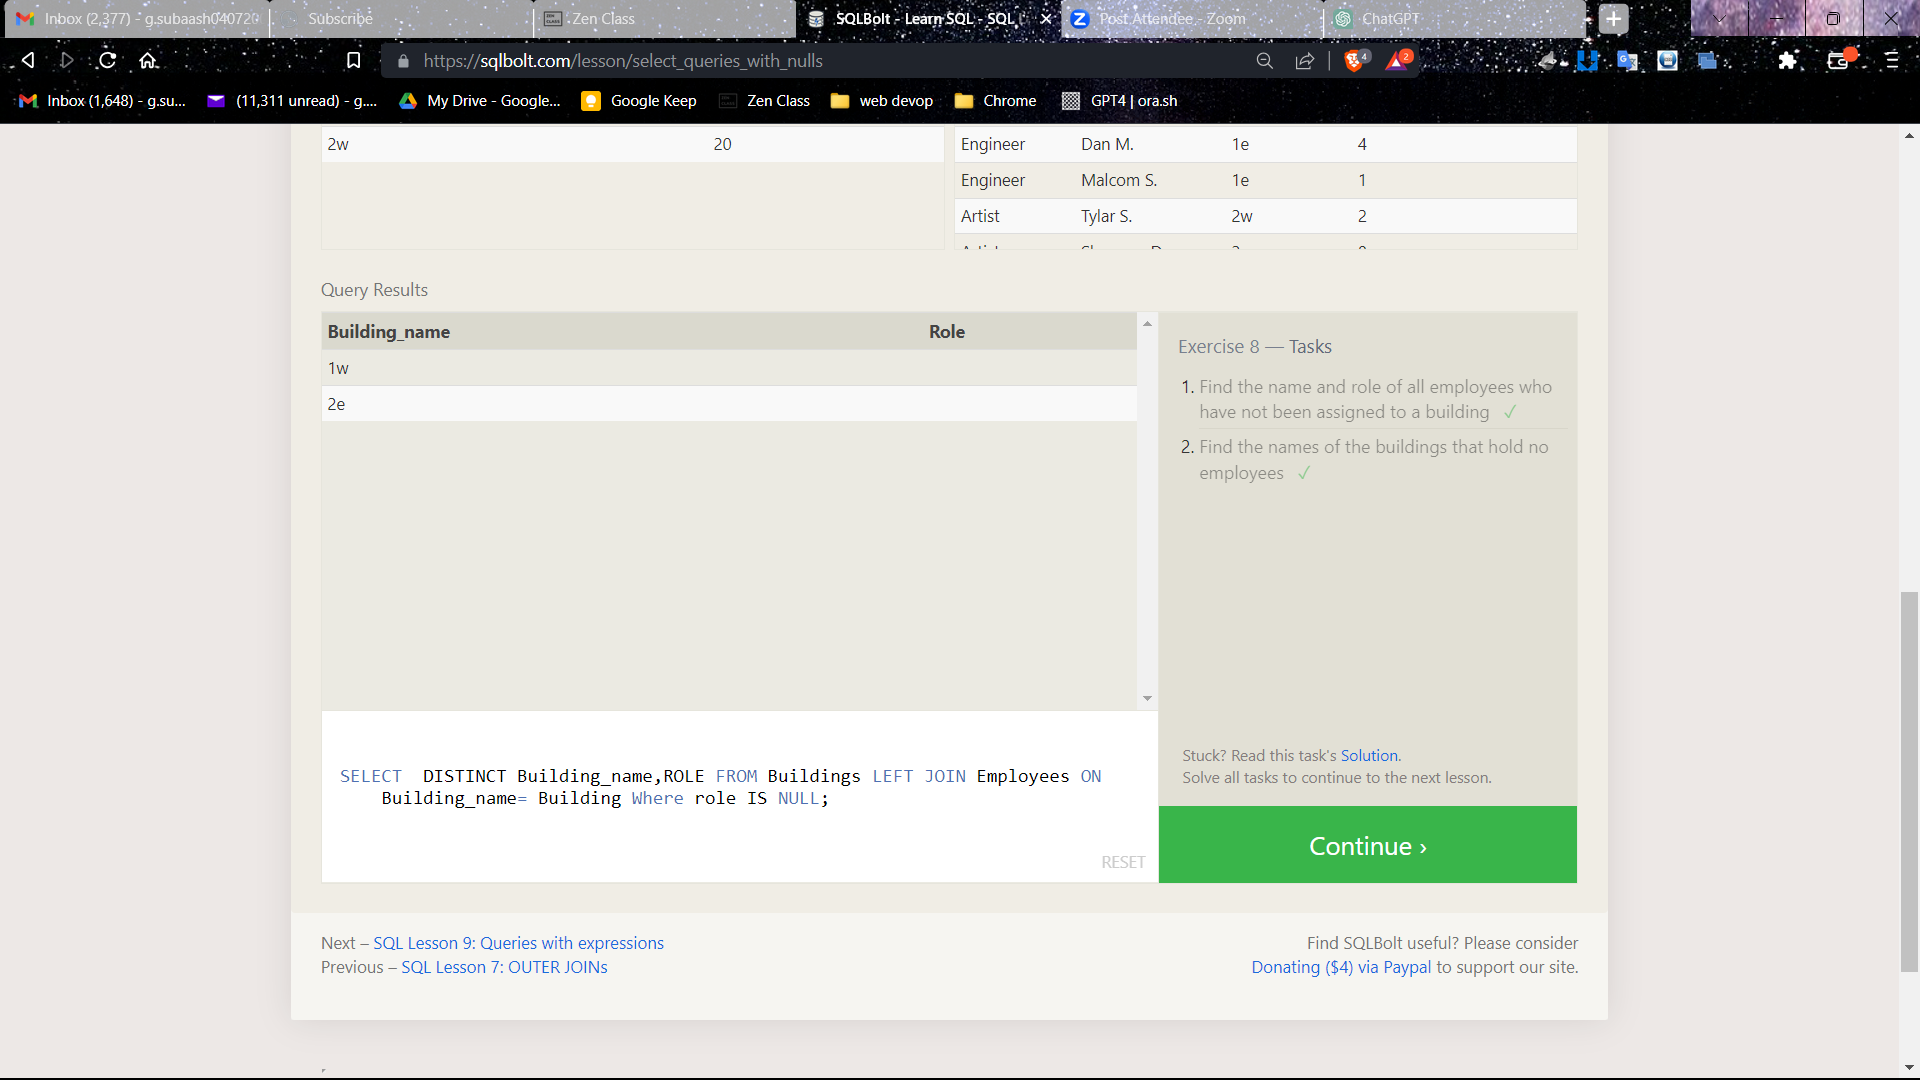 Inbox (2,377) - g.subaash04072
Subscribe
Zen Class
SQLBolt - Learn SQL - SQL
Post Attendee - Zoom
ChatGPT
https://sqlbolt.com/lesson/select_queries_with_nulls
4
2
Inbox (1,648) - g.su...
(11,311 unread) - g....
My Drive - Google...
Google Keep
Zen Class
web devop
Chrome
GPT4 | ora.sh
2w 20
Engineer Dan M. 1e 4
Engineer Malcom S. 1e 1
Artist Tylar S. 2w 2
Query Results
Building_name Role
1w
2e
Exercise 8 — Tasks
1. Find the name and role of all employees who
have not been assigned to a building ✓
2. Find the names of the buildings that hold no
employees ✓
Stuck? Read this task's Solution.
Solve all tasks to continue to the next lesson.
SELECT  DISTINCT Building_name,ROLE FROM Buildings LEFT JOIN Employees ON
Building_name= Building Where role IS NULL;
RESET
Continue ›
Next – SQL Lesson 9: Queries with expressions
Previous – SQL Lesson 7: OUTER JOINs
Find SQLBolt useful? Please consider
Donating ($4) via Paypal to support our site.